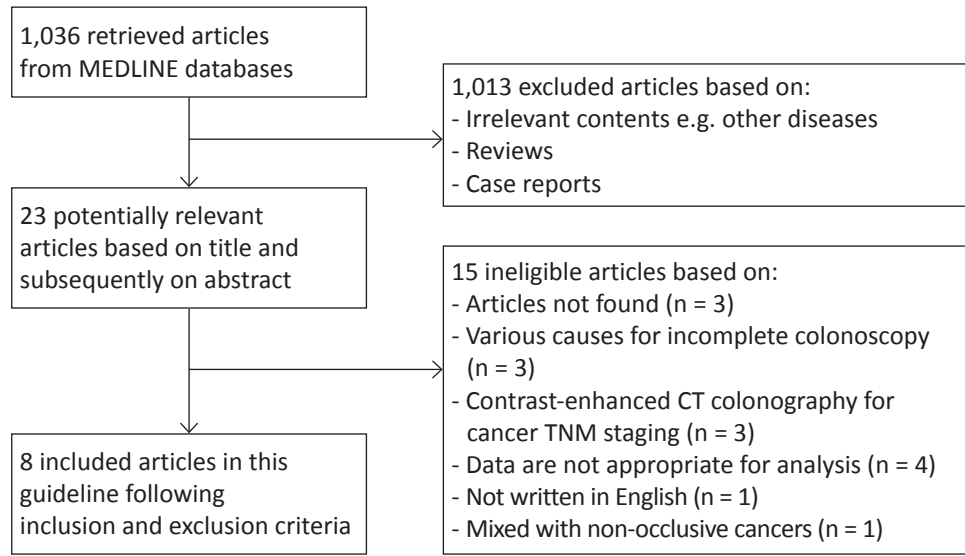 1,036 retrieved articles
from MEDLINE databases
1,013 excluded articles based on:
- Irrelevant contents e.g. other diseases
- Reviews
- Case reports
23 potentially relevant
articles based on title and
subsequently on abstract
15 ineligible articles based on:
- Articles not found (n = 3)
- Various causes for incomplete colonoscopy
(n = 3)
- Contrast-enhanced CT colonography for
cancer TNM staging (n = 3)
- Data are not appropriate for analysis (n = 4)
- Not written in English (n = 1)
- Mixed with non-occlusive cancers (n = 1)
8 included articles in this
guideline following
inclusion and exclusion criteria